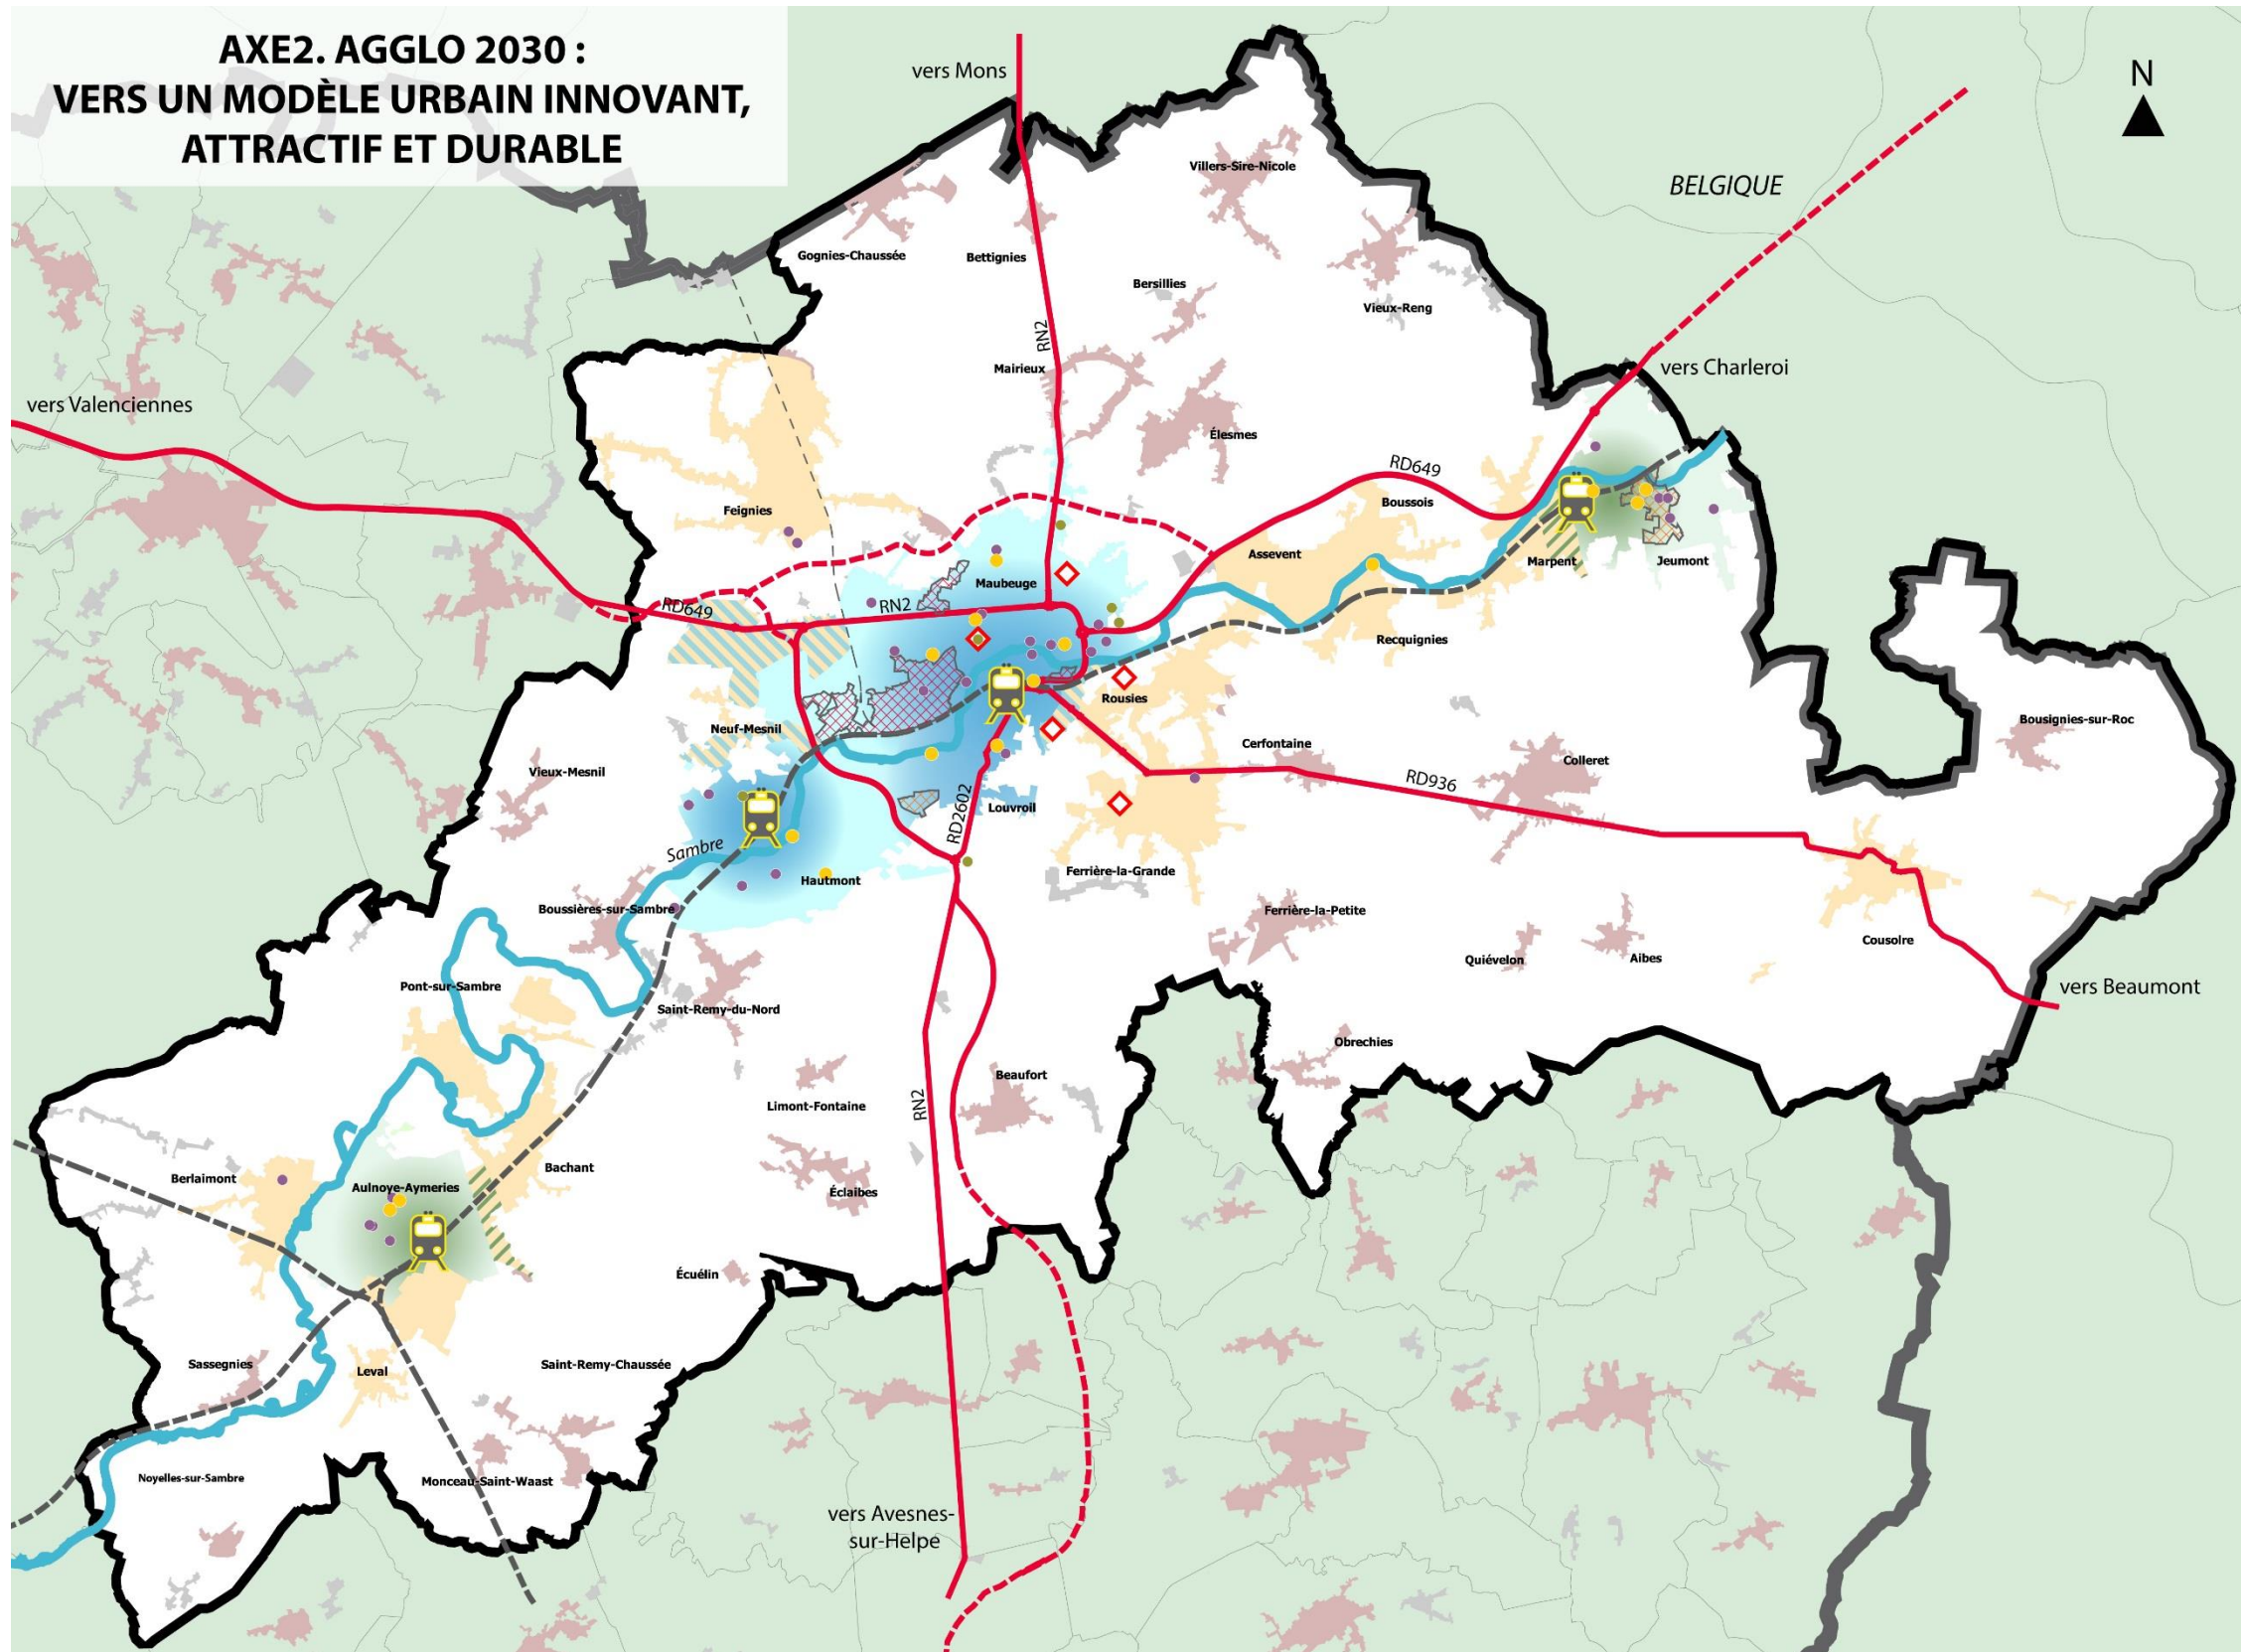 AXE2. AGGLO 2030 :
VERS UN MODÈLE URBAIN INNOVANT,
ATTRACTIF ET DURABLE
vers Mons
N
Villers-Sire-Nicole
BELGIQUE
Gognies-Chaussée
Bettignies
Bersillies
Vieux-Reng
RN2
Mairieux
vers Charleroi
vers Valenciennes
Élesmes
RD649
Boussois
Feignies
Assevent
Marpent
Jeumont
Maubeuge
RD649
RN2
Recquignies
Rousies
Neuf-Mesnil
Bousignies-sur-Roc
Cerfontaine
Colleret
Vieux-Mesnil
RD936
Louvroil
RD2602
Sambre
Hautmont
Ferrière-la-Grande
Boussières-sur-Sambre
Ferrière-la-Petite
Cousolre
Quiévelon
Aibes
Pont-sur-Sambre
vers Beaumont
Saint-Remy-du-Nord
Obrechies
Beaufort
Limont-Fontaine
RN2
Bachant
Berlaimont
Aulnoye-Aymeries
Éclaibes
Écuélin
Sassegnies
Leval
Saint-Remy-Chaussée
Noyelles-sur-Sambre
Monceau-Saint-Waast
vers Avesnes-
sur-Helpe